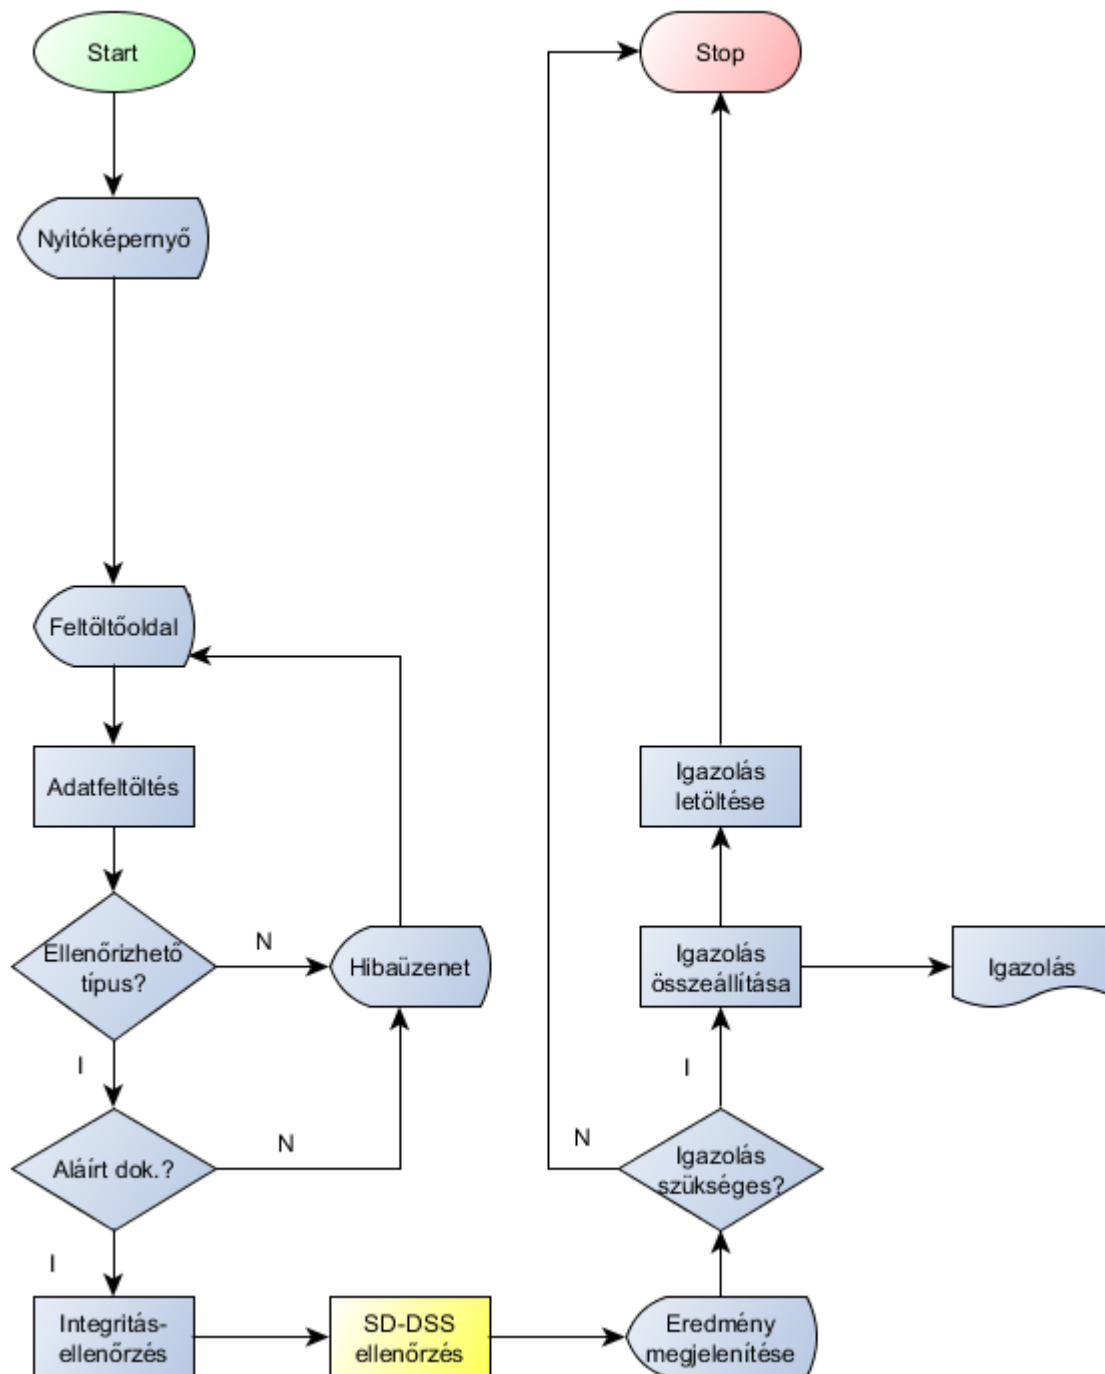 Start
Nyitóképernyő
Feltöltőoldal
Adatfeltöltés
Ellenőrizhető
típus?
N
Hibaüzenet
I
Aláírt dok.?
N
I
Integritás-
ellenőrzés
SD-DSS
ellenőrzés
Eredmény
megjelenítése
Igazolás
szükséges?
N
I
Igazolás
összeállítása
Igazolás
Igazolás
letöltése
Stop